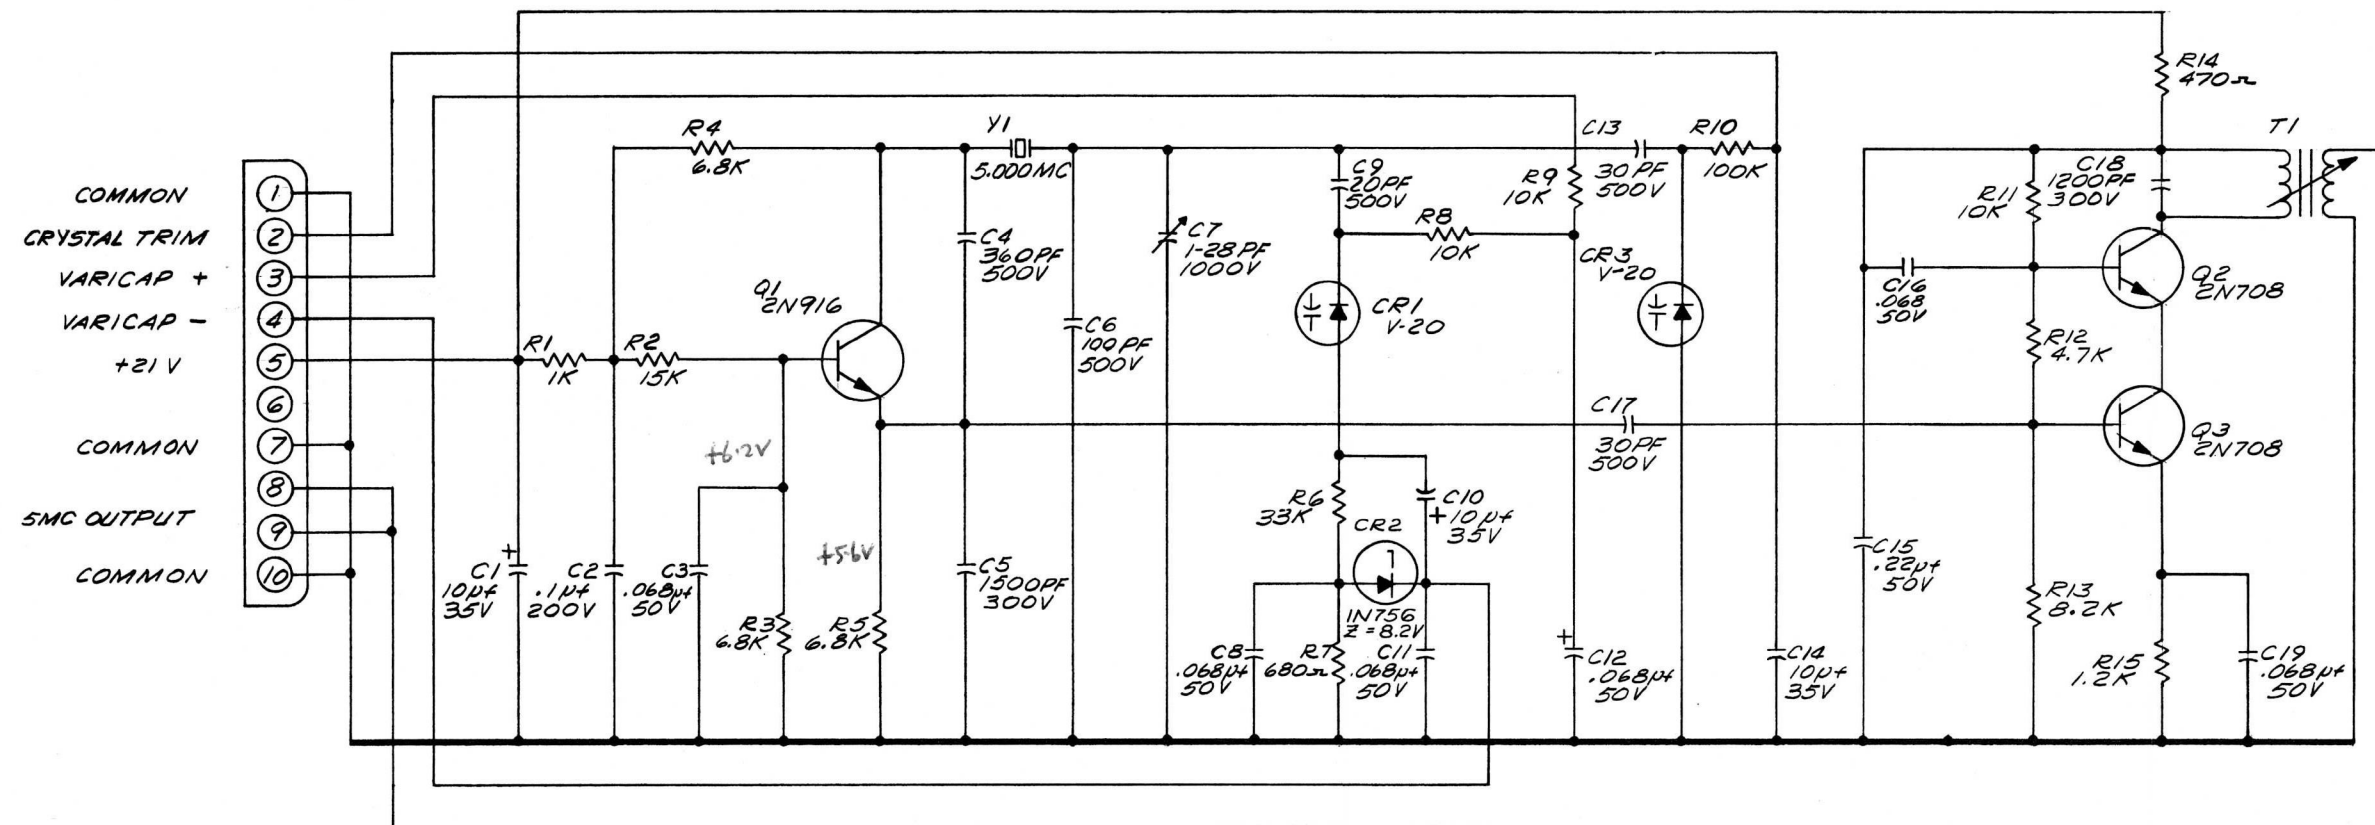 COMMON
CRYSTAL TRIM
VARICAP +
VARICAP -
+21 V
COMMON
5MC OUTPUT
COMMON
1
2
3
4
5
6
7
8
9
10
R1
1K
R2
15K
R4
6.8K
Q1
2N916
+6.2V
+5.6V
+
C1
10µf
35V
C2
.1µf
200V
C3
.068µf
50V
R3
6.8K
R5
6.8K
Y1
5.000MC
C4
360PF
500V
C5
1500PF
300V
C6
100PF
500V
C7
1-28PF
1000V
C9
20PF
500V
R8
10K
R9
10K
CR1
V-20
C13
30PF
500V
R10
100K
CR3
V-20
C17
30PF
500V
R6
33K
C10
+ 10µf
35V
CR2
1N756
Z = 8.2V
C8
.068µf
50V
R7
680Ω
C11
.068µf
50V
+
C12
.068µf
50V
C14
10µf
35V
R14
470Ω
T1
C18
1200PF
300V
R11
10K
C16
.068
50V
Q2
2N708
R12
4.7K
Q3
2N708
C15
.22µf
50V
R13
8.2K
R15
1.2K
C19
.068µf
50V